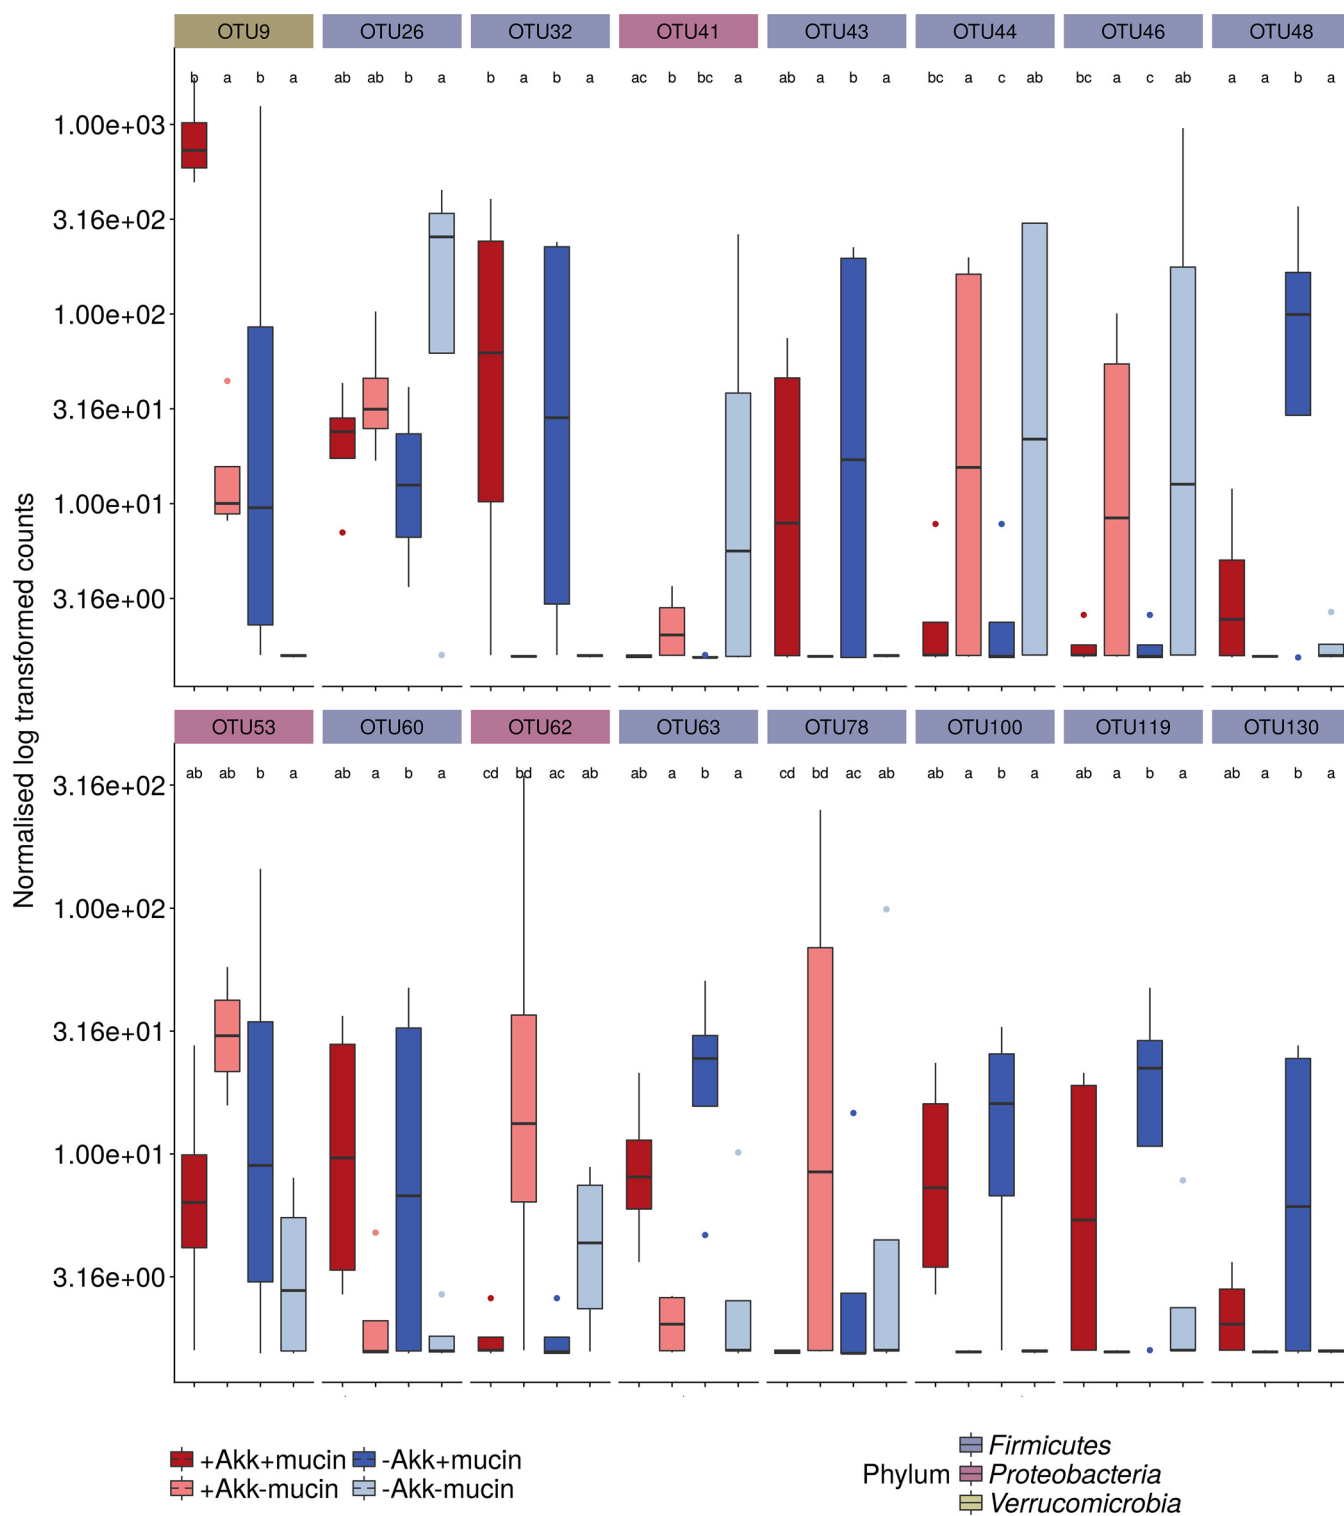 OTU9 OTU26 OTU32 OTU41 OTU43 OTU44 OTU46 OTU48
b a b a ab ab b a b a b a ac b bc a ab a b a bc a c ab bc a c ab a a b a
1.00e+03
3.16e+02
1.00e+02
3.16e+01
1.00e+01
3.16e+00
Normalised log transformed counts
OTU53 OTU60 OTU62 OTU63 OTU78 OTU100 OTU119 OTU130
ab ab b a ab a b a cd bd ac ab ab a b a cd bd ac ab ab a b a ab a b a ab a b a
3.16e+02
1.00e+02
3.16e+01
1.00e+01
3.16e+00
+Akk+mucin -Akk+mucin
+Akk-mucin -Akk-mucin
Phylum
Firmicutes
Proteobacteria
Verrucomicrobia